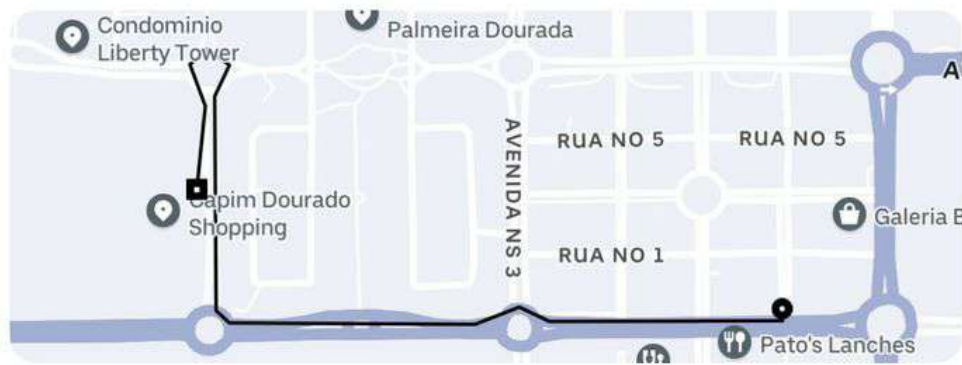 Condominio
Liberty Tower
Palmeira Dourada
A
AVENIDA NS 3
RUA NO 5
RUA NO 5
Capim Dourado
Shopping
Galeria B
RUA NO 1
Pato's Lanches